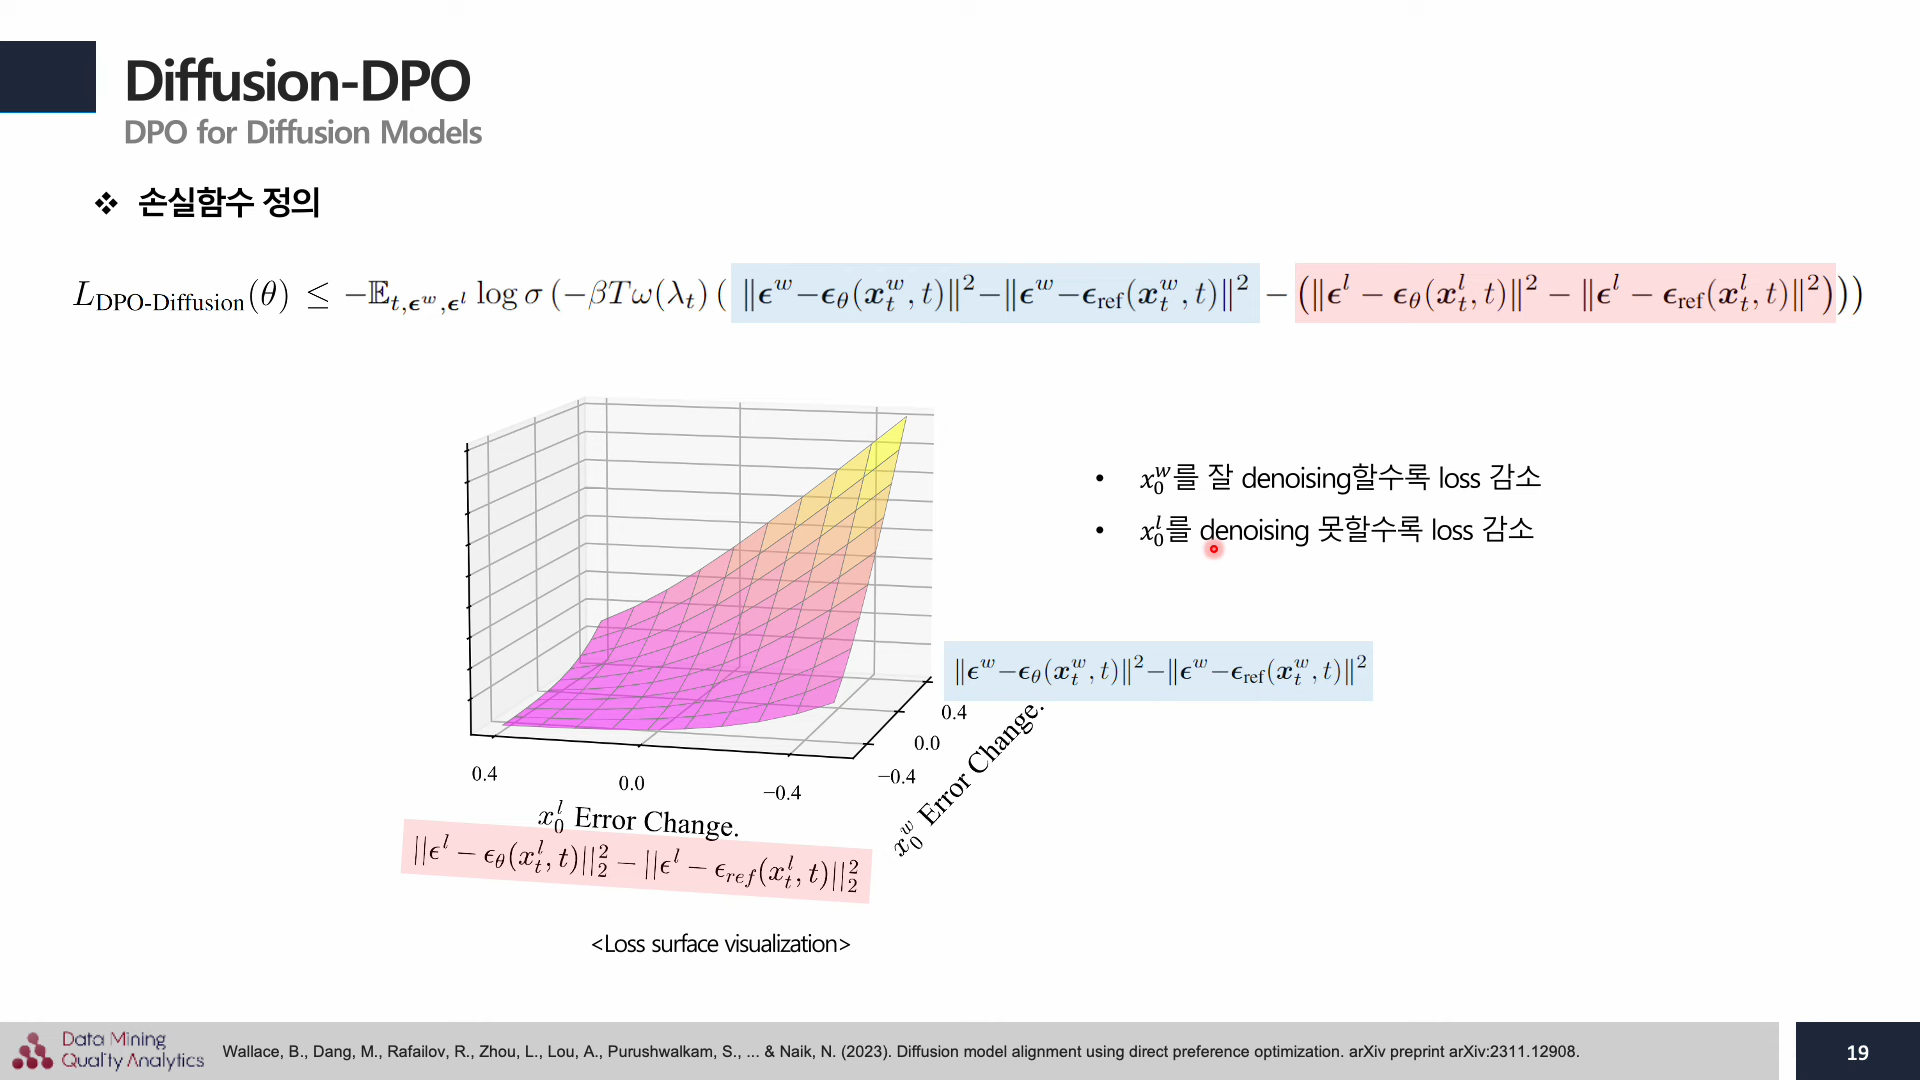 Diffusion-DPO
DPO for Diffusion Models
❖ 손실함수 정의
L_DPO-Diffusion(θ) ≤ −𝔼_{t,ϵ^w,ϵ^l} log σ (−βTω(λ_t) ( ‖ϵ^w−ϵ_θ(x_t^w, t)‖^2−‖ϵ^w−ϵ_ref(x_t^w, t)‖^2 − (‖ϵ^l − ϵ_θ(x_t^l, t)‖^2 − ‖ϵ^l − ϵ_ref(x_t^l, t)‖^2)))
• x_0^w를 잘 denoising할수록 loss 감소
• x_0^l를 denoising 못할수록 loss 감소
‖ϵ^w−ϵ_θ(x_t^w, t)‖^2−‖ϵ^w−ϵ_ref(x_t^w, t)‖^2
0.4
0.0
−0.4
x_0^w Error Change.
0.4
0.0
−0.4
x_0^l Error Change.
||ϵ^l − ϵ_θ(x_t^l, t)||_2^2 − ||ϵ^l − ϵ_ref(x_t^l, t)||_2^2
<Loss surface visualization>
Data Mining
Quality Analytics
Wallace, B., Dang, M., Rafailov, R., Zhou, L., Lou, A., Purushwalkam, S., ... & Naik, N. (2023). Diffusion model alignment using direct preference optimization. arXiv preprint arXiv:2311.12908.
19